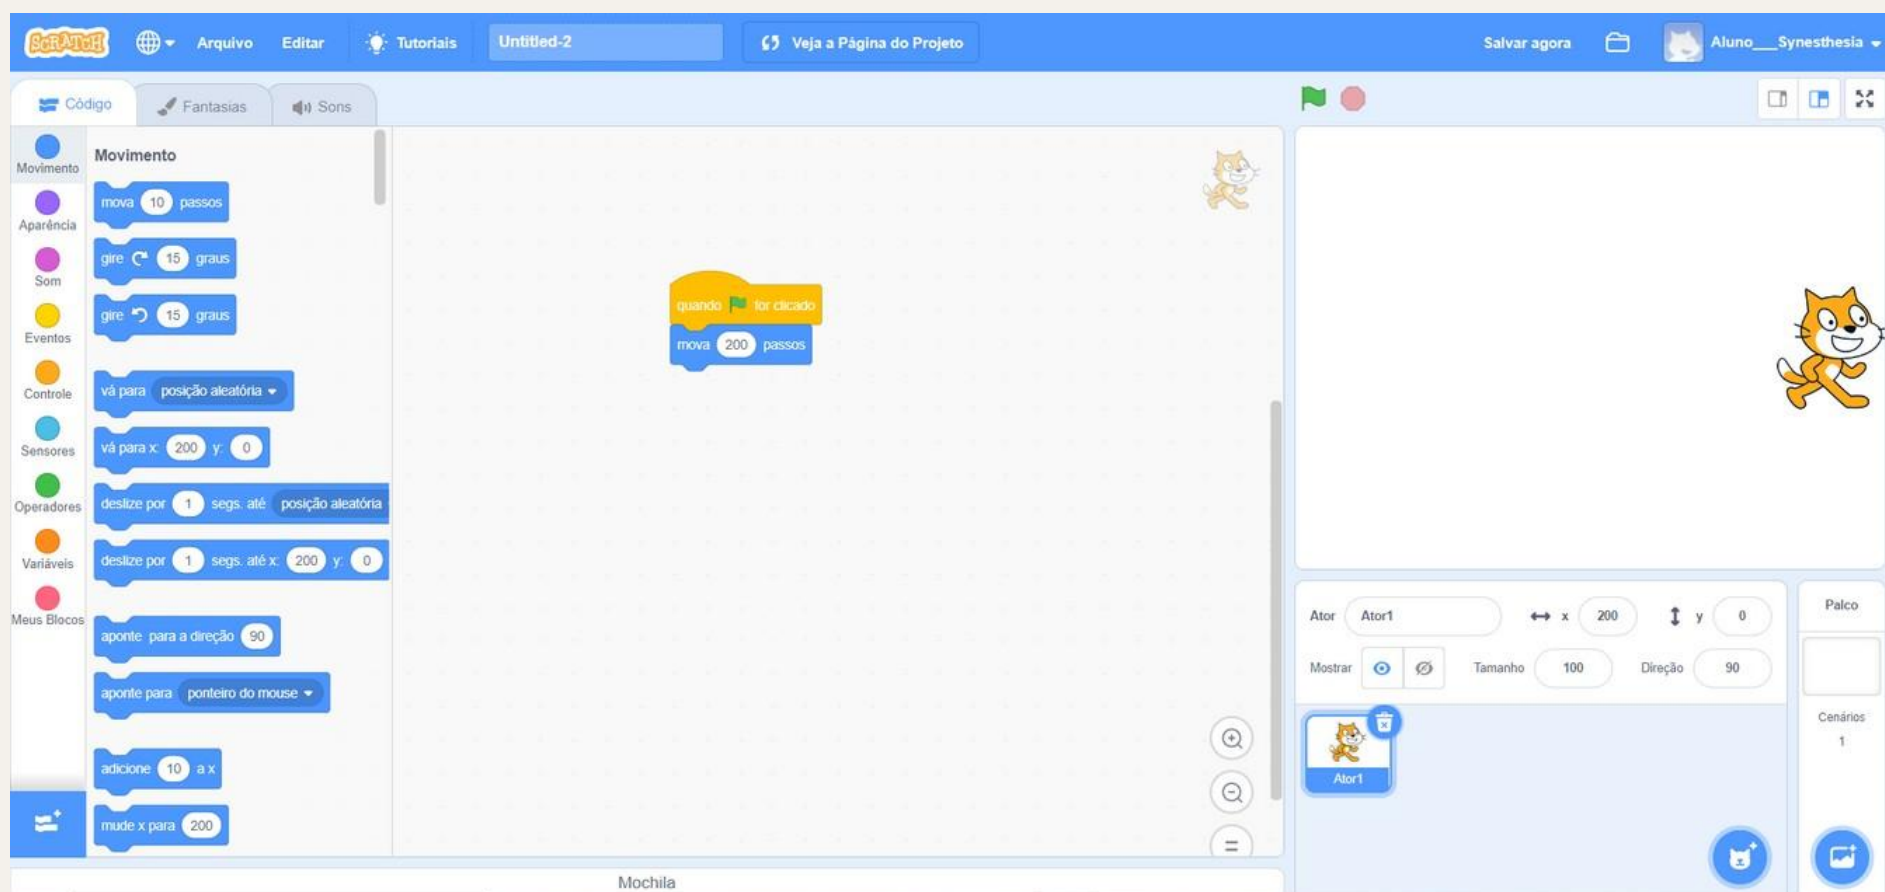 SCRATCH Arquivo Editar Tutoriais Untitled-2 Veja a Página do Projeto Salvar agora Aluno___Synesthesia
Código Fantasias Sons
Movimento
Aparência
Som
Eventos
Controle
Sensores
Operadores
Variáveis
Meus Blocos
Movimento
mova 10 passos
gire 15 graus
gire 15 graus
vá para posição aleatória
vá para x: 200 y: 0
deslize por 1 segs. até posição aleatória
deslize por 1 segs. até x: 200 y: 0
aponte para a direção 90
aponte para ponteiro do mouse
adicione 10 a x
mude x para 200
quando for clicado
mova 200 passos
Mochila
Ator Ator1 x 200 y 0
Mostrar Tamanho 100 Direção 90
Ator1
Palco
Cenários
1